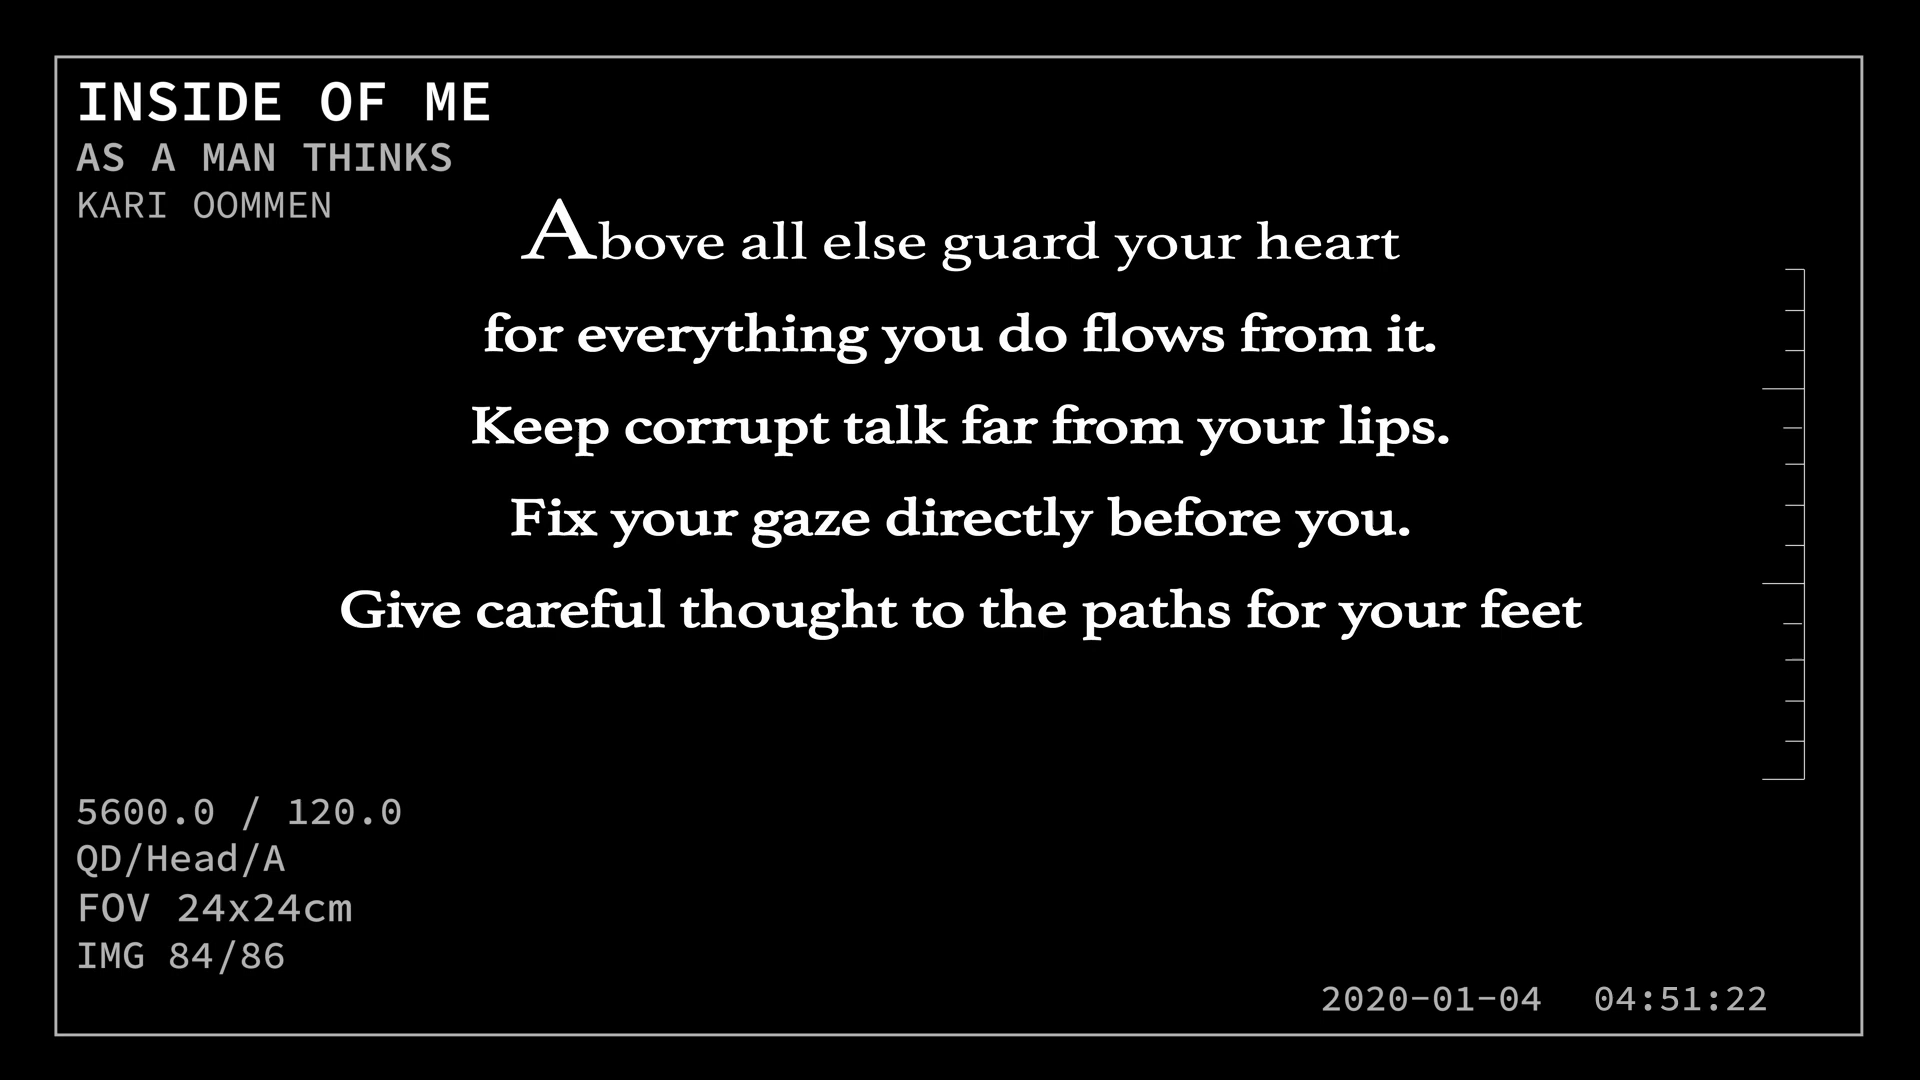 INSIDE OF ME
AS A MAN THINKS
KARI OOMMEN
Above all else guard your heart
for everything you do flows from it.
Keep corrupt talk far from your lips.
Fix your gaze directly before you.
Give careful thought to the paths for your feet
5600.0 / 120.0
QD/Head/A
FOV 24x24cm
IMG 84/86
2020-01-04 04:51:22